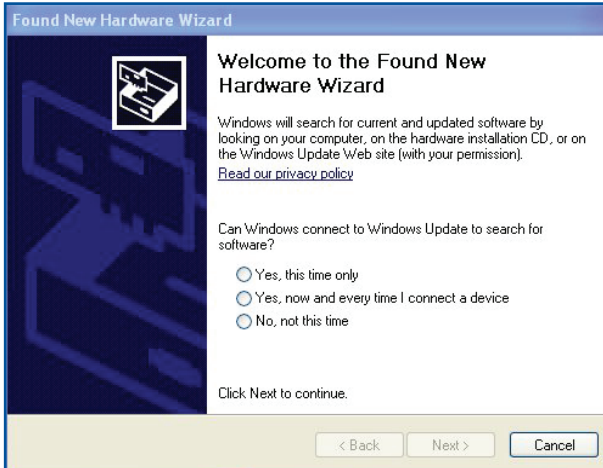 Found New Hardware Wizard
Welcome to the Found New
Hardware Wizard
Windows will search for current and updated software by
looking on your computer, on the hardware installation CD, or on
the Windows Update Web site (with your permission).
Read our privacy policy
Can Windows connect to Windows Update to search for
software?
Yes, this time only
Yes, now and every time I connect a device
No, not this time
Click Next to continue.
< Back Next > Cancel